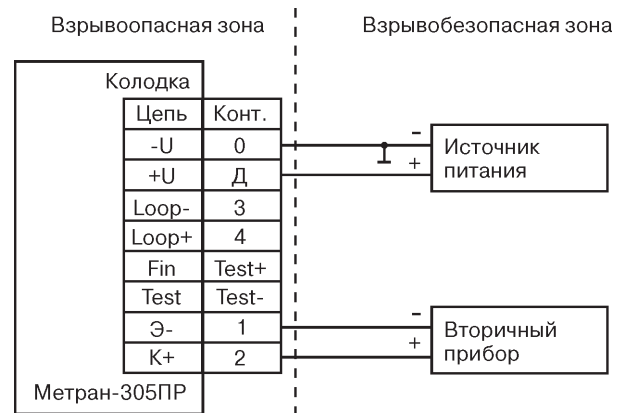 Взрывоопасная зона
Взрывобезопасная зона
Колодка
Цепь Конт.
-U 0
+U Д
Loop- 3
Loop+ 4
Fin Test+
Test Test-
Э- 1
К+ 2
Метран-305ПР
–
+
Источник
питания
–
+
Вторичный
прибор